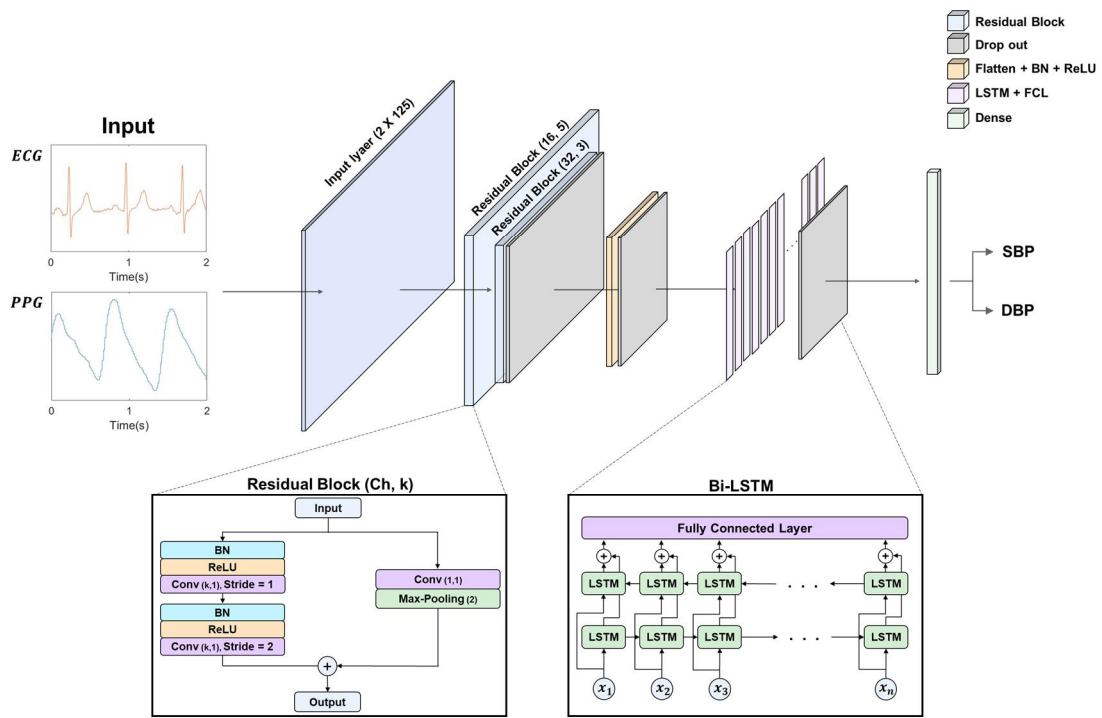 Residual Block
Drop out
Flatten + BN + ReLU
LSTM + FCL
Dense
Input
ECG
0
1
2
Time(s)
PPG
0
1
2
Time(s)
Input lyaer (2 X 125)
Residual Block (16, 5)
Residual Block (32, 3)
. . .
SBP
DBP
Residual Block (Ch, k)
Input
BN
ReLU
Conv (k,1), Stride = 1
BN
ReLU
Conv (k,1), Stride = 2
Conv (1,1)
Max-Pooling (2)
+
Output
Bi-LSTM
Fully Connected Layer
+ + + +
LSTM LSTM LSTM . . . LSTM
LSTM LSTM LSTM . . . LSTM
x₁ x₂ x₃ xₙ